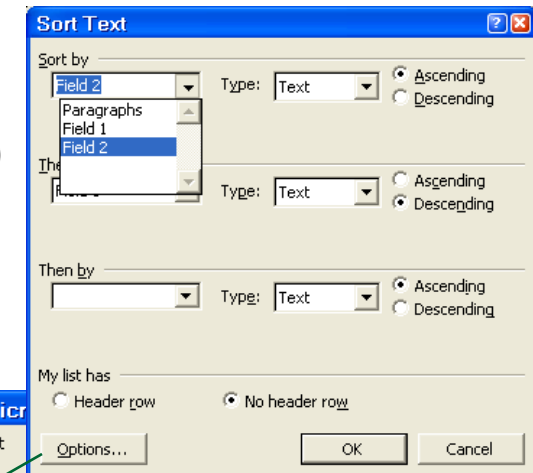 Sort Text
Sort by
Field 2 Type: Text Ascending
Descending
Paragraphs
Field 1
Field 2
Type: Text Ascending
Descending
Then by
Type: Text Ascending
Descending
My list has
Header row No header row
Options... OK Cancel